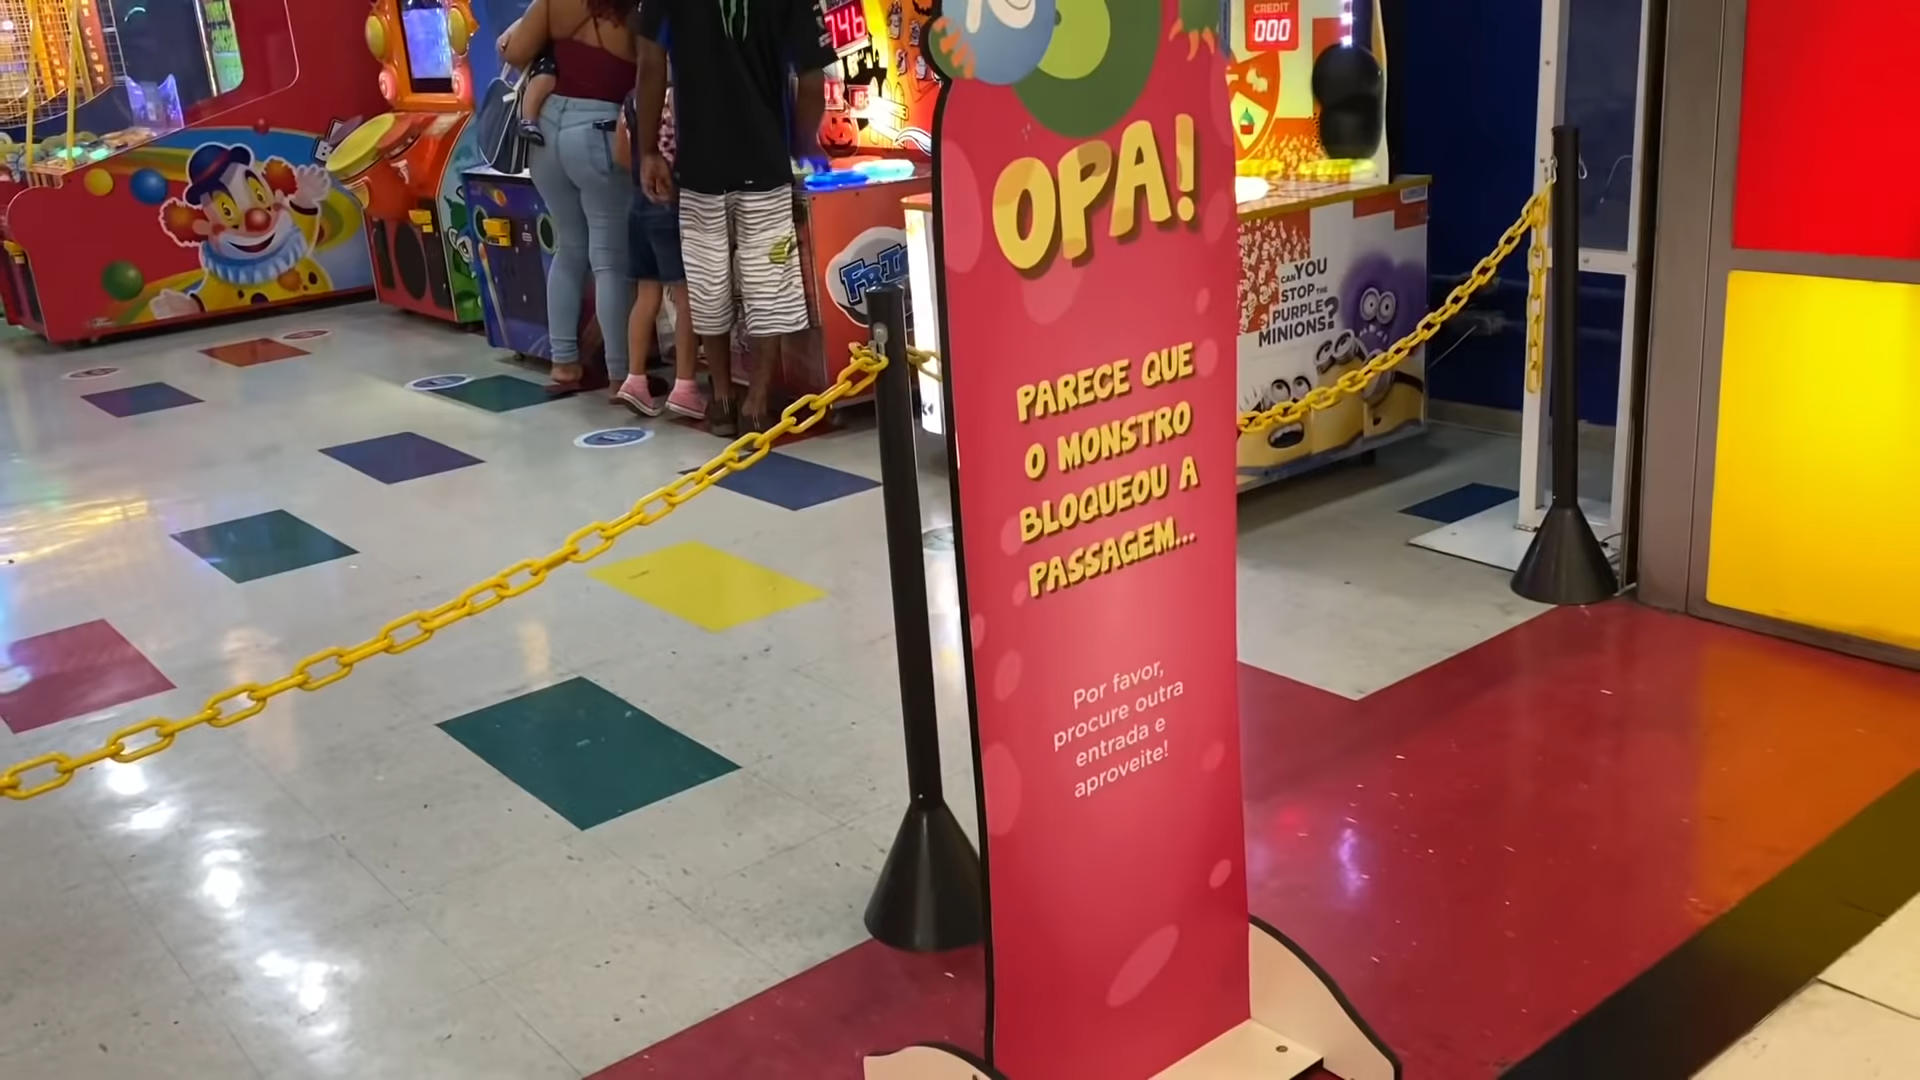 CLOWN
746
CREDIT
000
OPA!
CAN YOU
STOP THE
PURPLE
MINIONS?
PARECE QUE
O MONSTRO
BLOQUEOU A
PASSAGEM...
Por favor,
procure outra
entrada e
aproveite!